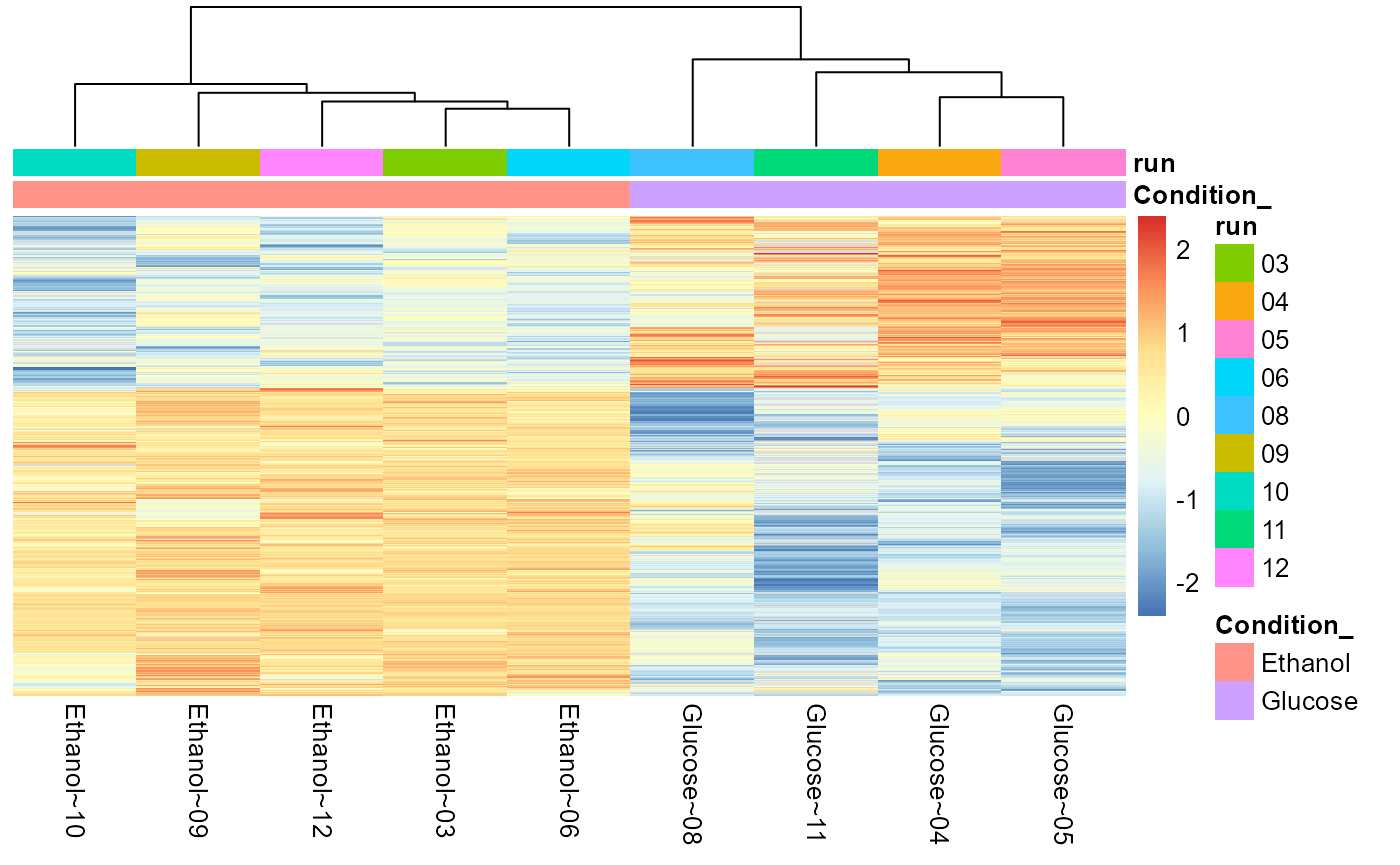 run
Condition_
2
1
0
-1
-2
run
03
04
05
06
08
09
10
11
12
Condition_
Ethanol
Glucose
Ethanol~10
Ethanol~09
Ethanol~12
Ethanol~03
Ethanol~06
Glucose~08
Glucose~11
Glucose~04
Glucose~05